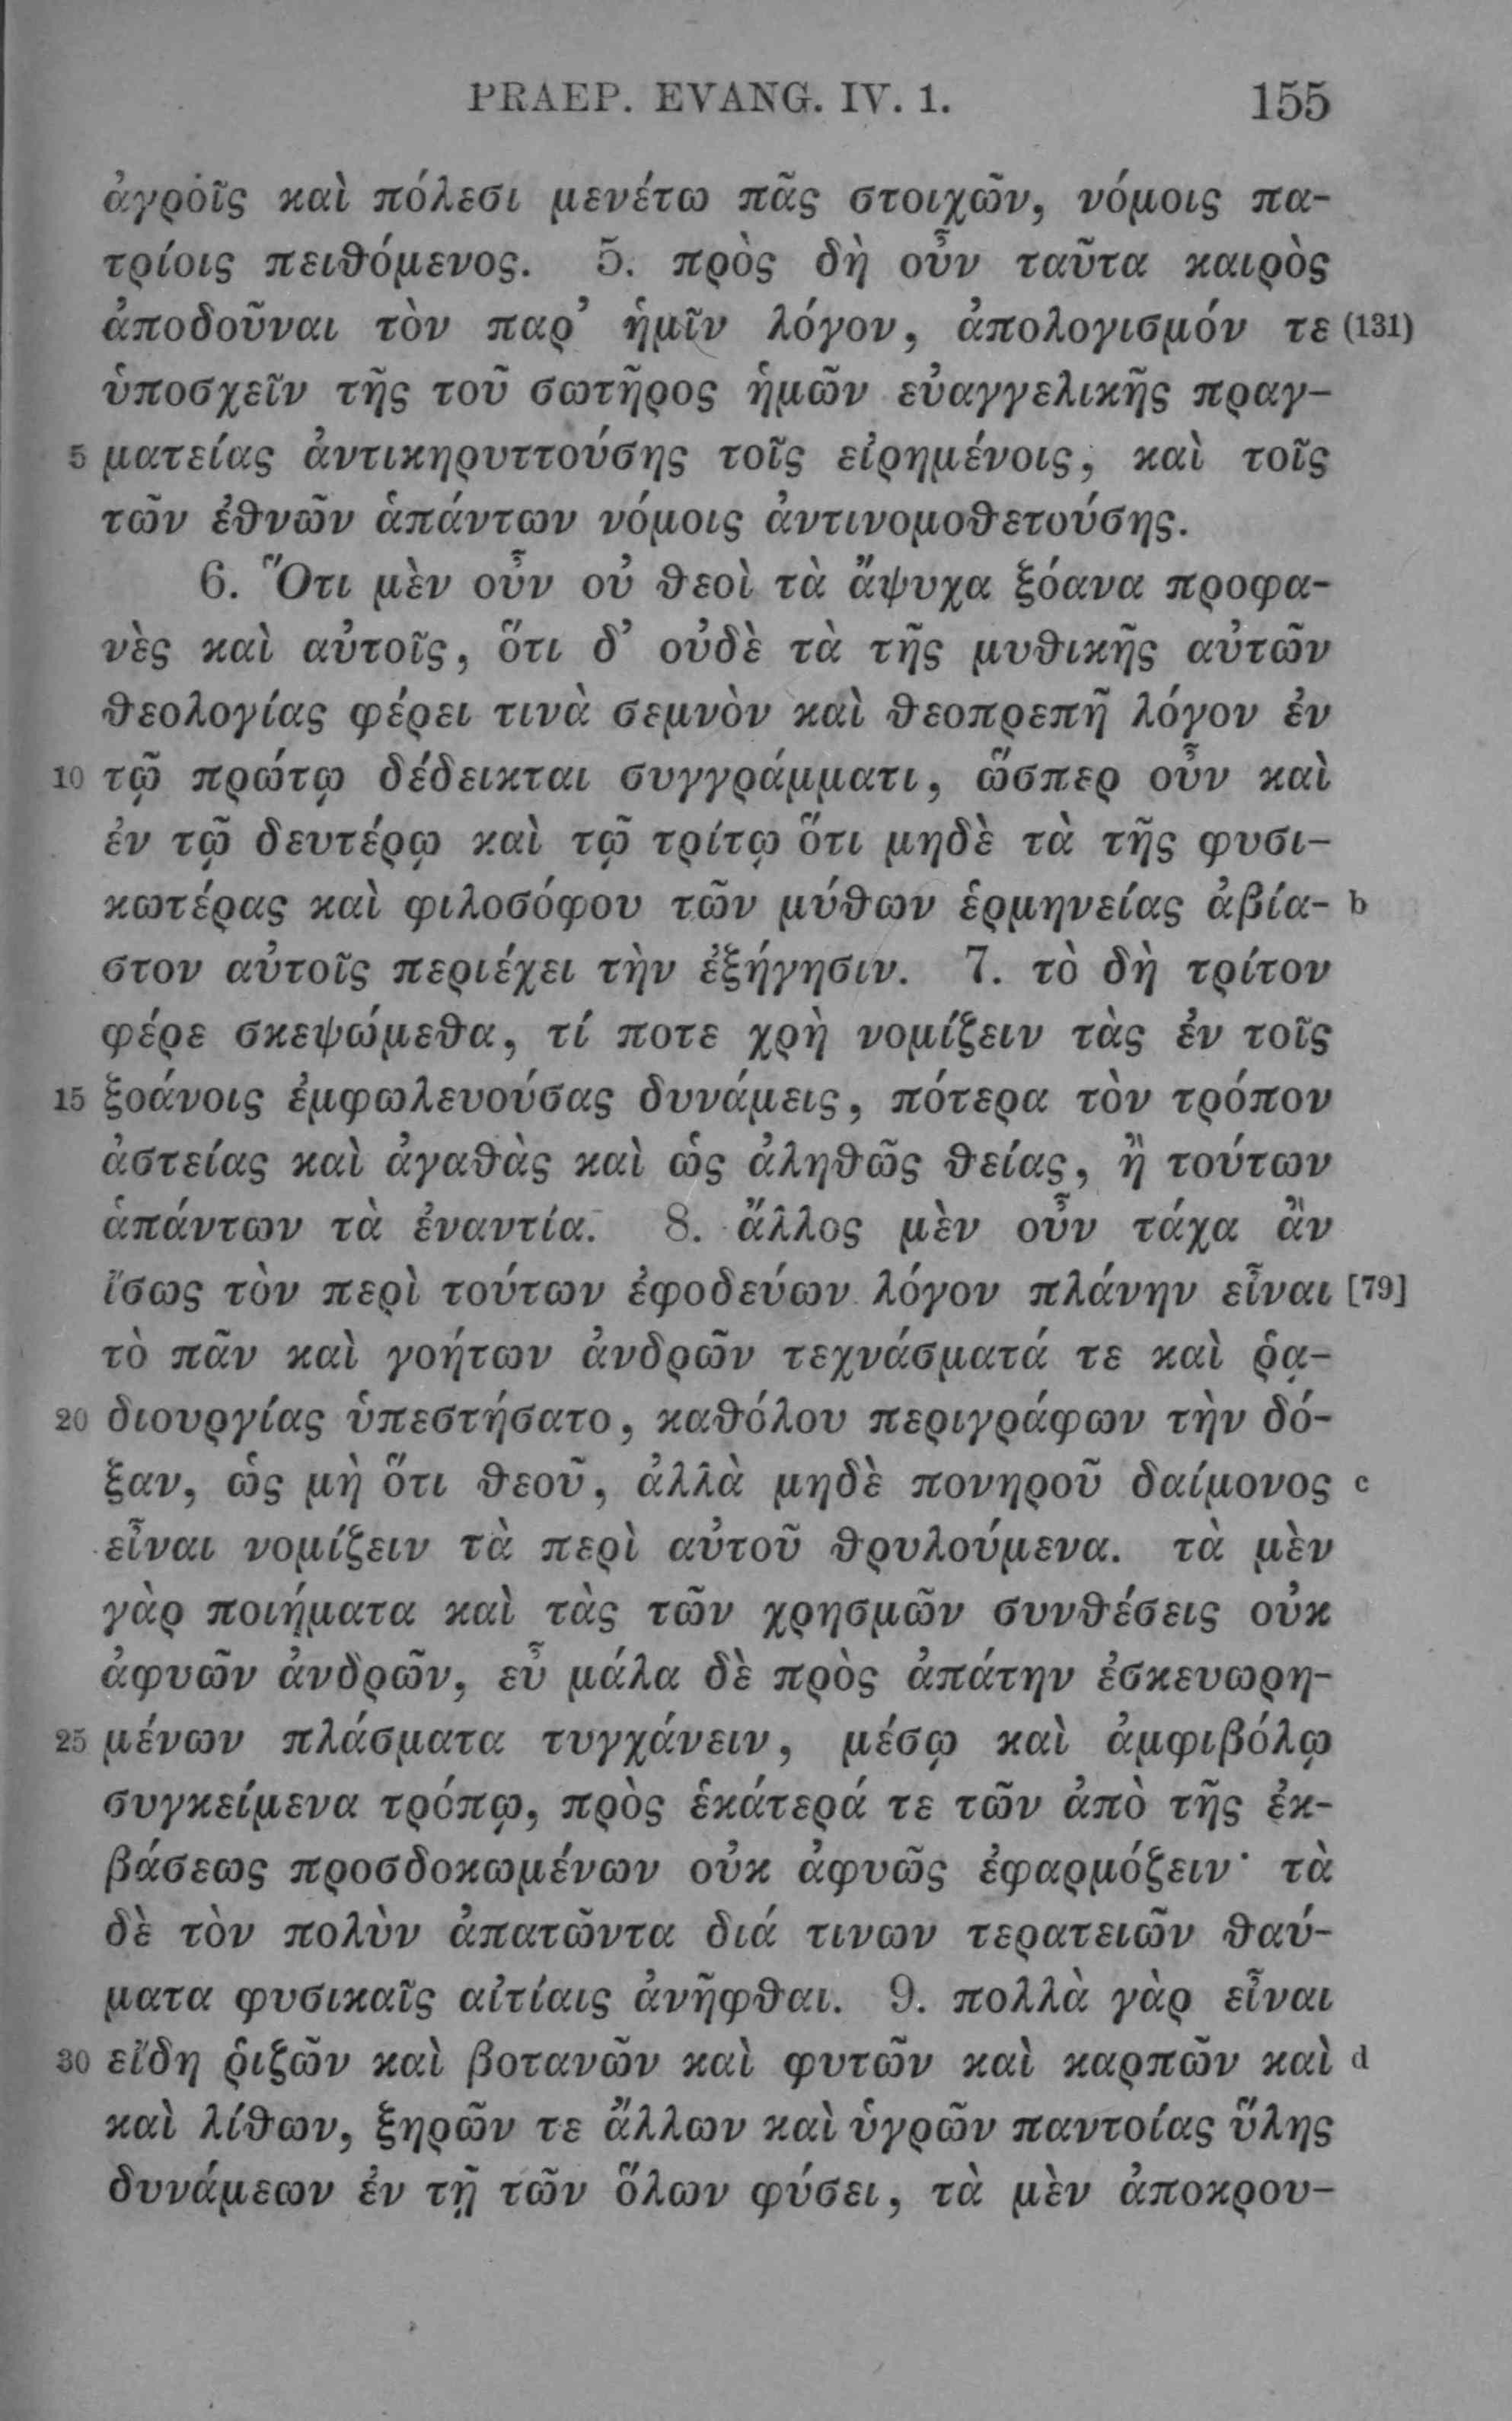 PRAEP. EVANG. IV. 1. 155
ἀγροῖς καὶ πόλεσι μενέτω πᾶς στοιχῶν, νόμοις πα-
τρίοις πειθόμενος. 5. πρὸς δὴ οὖν ταῦτα καιρὸς
ἀποδοῦναι τὸν παρ’ ἡμῖν λόγον, ἀπολογισμόν τε (131)
ὑποσχεῖν τῆς τοῦ σωτῆρος ἡμῶν εὐαγγελικῆς πραγ-
5 ματείας ἀντικηρυττούσης τοῖς εἰρημένοις, καὶ τοῖς
τῶν ἐθνῶν ἁπάντων νόμοις ἀντινομοθετούσης.
6. Ὅτι μὲν οὖν οὐ θεοὶ τὰ ἄψυχα ξόανα προφα-
νὲς καὶ αὐτοῖς, ὅτι δ’ οὐδὲ τὰ τῆς μυθικῆς αὐτῶν
θεολογίας φέρει τινὰ σεμνὸν καὶ θεοπρεπῆ λόγον ἐν
10 τῷ πρώτῳ δέδεικται συγγράμματι, ὥσπερ οὖν καὶ
ἐν τῷ δευτέρῳ καὶ τῷ τρίτῳ ὅτι μηδὲ τὰ τῆς φυσι-
κωτέρας καὶ φιλοσόφου τῶν μύθων ἑρμηνείας ἀβία- b
στον αὐτοῖς περιέχει τὴν ἐξήγησιν. 7. τὸ δὴ τρίτον
φέρε σκεψώμεθα, τί ποτε χρὴ νομίζειν τὰς ἐν τοῖς
15 ξοάνοις ἐμφωλευούσας δυνάμεις, πότερα τὸν τρόπον
ἀστείας καὶ ἀγαθὰς καὶ ὡς ἀληθῶς θείας, ἢ τούτων
ἁπάντων τὰ ἐναντία. 8. ἄλλος μὲν οὖν τάχα ἂν
ἴσως τὸν περὶ τούτων ἐφοδεύων λόγον πλάνην εἶναι [79]
τὸ πᾶν καὶ γοήτων ἀνδρῶν τεχνάσματά τε καὶ ῥᾳ-
20 διουργίας ὑπεστήσατο, καθόλου περιγράφων τὴν δό-
ξαν, ὡς μὴ ὅτι θεοῦ, ἀλλὰ μηδὲ πονηροῦ δαίμονος c
εἶναι νομίζειν τὰ περὶ αὐτοῦ θρυλούμενα. τὰ μὲν
γὰρ ποιήματα καὶ τὰς τῶν χρησμῶν συνθέσεις οὐκ
ἀφυῶν ἀνδρῶν, εὖ μάλα δὲ πρὸς ἀπάτην ἐσκευωρη-
25 μένων πλάσματα τυγχάνειν, μέσῳ καὶ ἀμφιβόλῳ
συγκείμενα τρόπῳ, πρὸς ἑκάτερά τε τῶν ἀπὸ τῆς ἐκ-
βάσεως προσδοκωμένων οὐκ ἀφυῶς ἐφαρμόζειν· τὰ
δὲ τὸν πολὺν ἀπατῶντα διά τινων τερατειῶν θαύ-
ματα φυσικαῖς αἰτίαις ἀνῆφθαι. 9. πολλὰ γὰρ εἶναι
30 εἴδη ῥιζῶν καὶ βοτανῶν καὶ φυτῶν καὶ καρπῶν καὶ d
καὶ λίθων, ξηρῶν τε ἄλλων καὶ ὑγρῶν παντοίας ὕλης
δυνάμεων ἐν τῇ τῶν ὅλων φύσει, τὰ μὲν ἀποκρου-